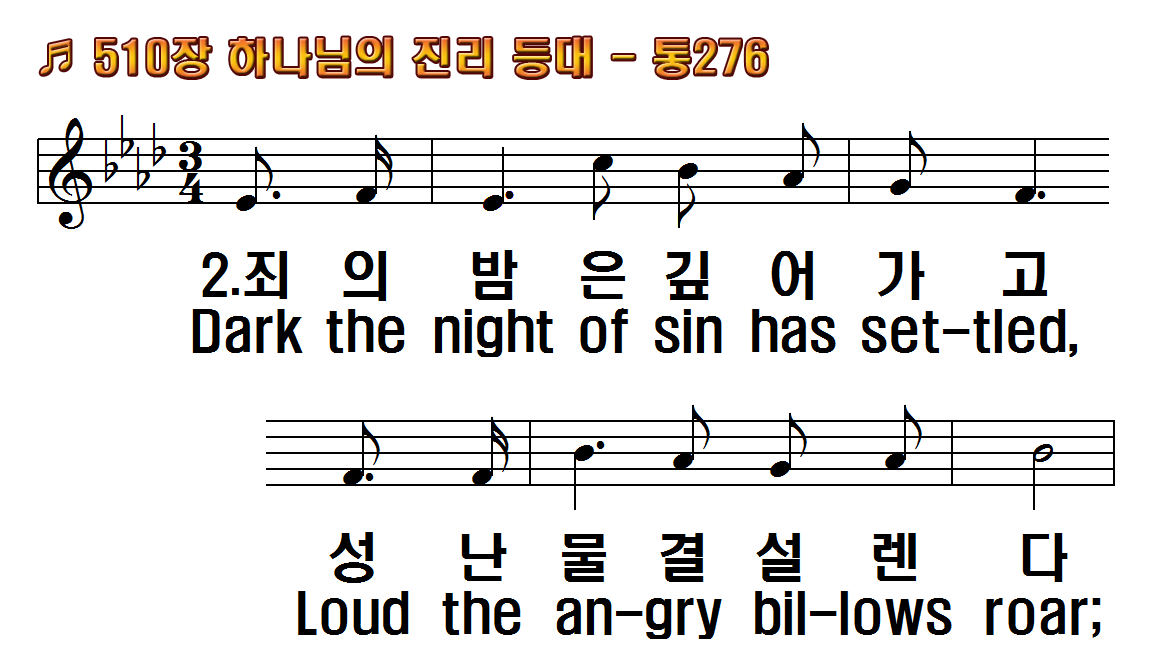 ♬ 510장 하나님의 진리 등대 - 통276
3
4
2.죄 의 밤 은 깊 어 가 고
Dark the night of sin has set-tled,
성 난 물 결 설 렌 다
Loud the an-gry bil-lows roar;